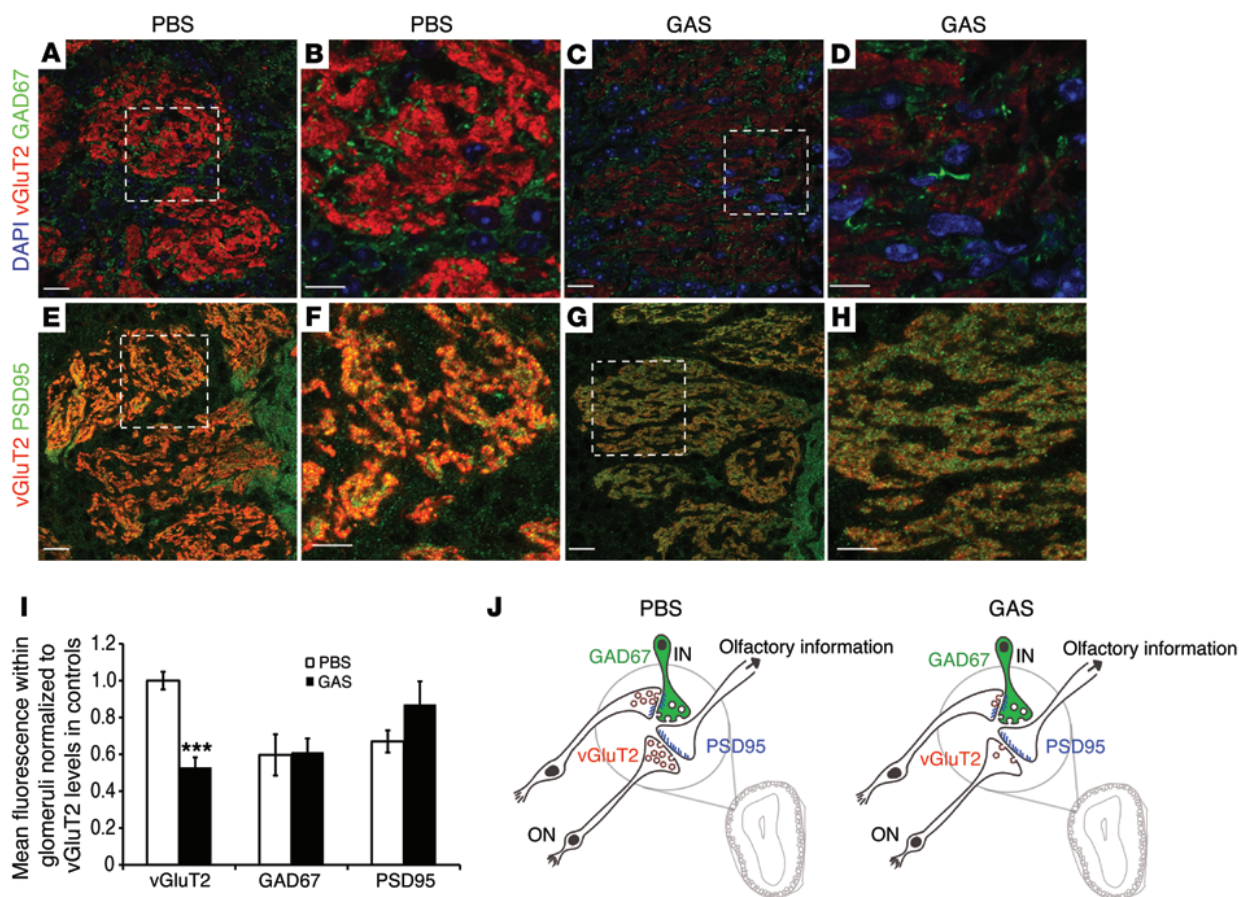 PBS
PBS
GAS
GAS
A
B
C
D
DAPI vGluT2 GAD67
E
F
G
H
vGluT2 PSD95
I
Mean fluorescence within
glomeruli normalized to
vGluT2 levels in controls
1.2
1.0
0.8
0.6
0.4
0.2
0
PBS
GAS
***
vGluT2
GAD67
PSD95
J
PBS
GAD67
IN
Olfactory information
vGluT2
PSD95
ON
GAS
GAD67
IN
Olfactory information
vGluT2
PSD95
ON